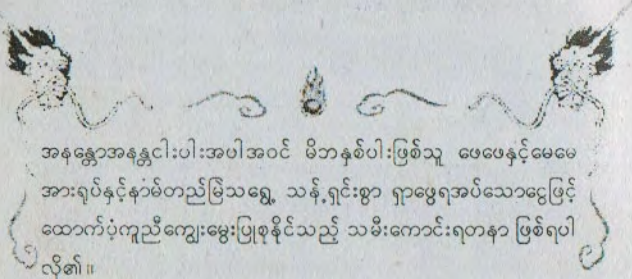 အနန္တောအနန္တငါးပါးအပါအဝင် မိဘနှစ်ပါးဖြစ်သူ ဖေဖေနှင့်မေမေ
အားရုပ်နှင့်နာမ်တည်မြဲသရွေ့ သန့်ရှင်းစွာ ရှာဖွေရအပ်သောငွေဖြင့်
ထောက်ပံ့ကူညီကျွေးမွေးပြုစုနိုင်သည့် သမီးကောင်းရတနာ ဖြစ်ရပါ
လို၏။